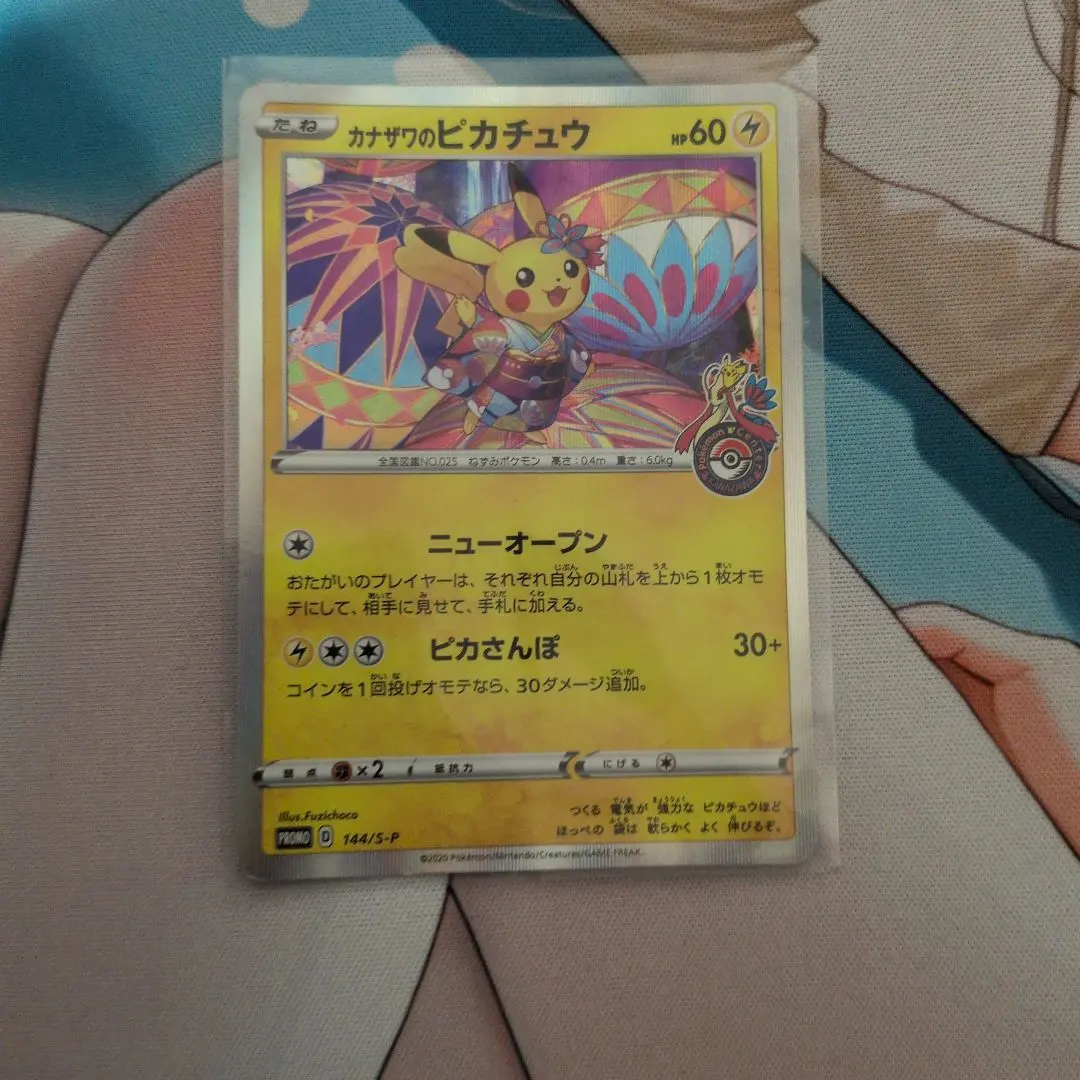 たね カナザワのピカチュウ HP60
全国図鑑NO.025 ねずみポケモン 高さ:0.4m 重さ:6.0kg
Pokémon Center
KANAZAWA
ニューオープン
おたがいのプレイヤーは、それぞれ自分の山札を上から1枚オモ
テにして、相手に見せて、手札に加える。
ピカさんぽ 30+
コインを1回投げオモテなら、30ダメージ追加。
弱点 ×2 抵抗力 にげる
つくる 電気が 強力な ピカチュウほど
ほっぺの 袋は 軟らかく よく 伸びるぞ。
Illus.Fuzichoco
PROMO D 144/S-P
©2020 Pokémon/Nintendo/Creatures/GAME FREAK.